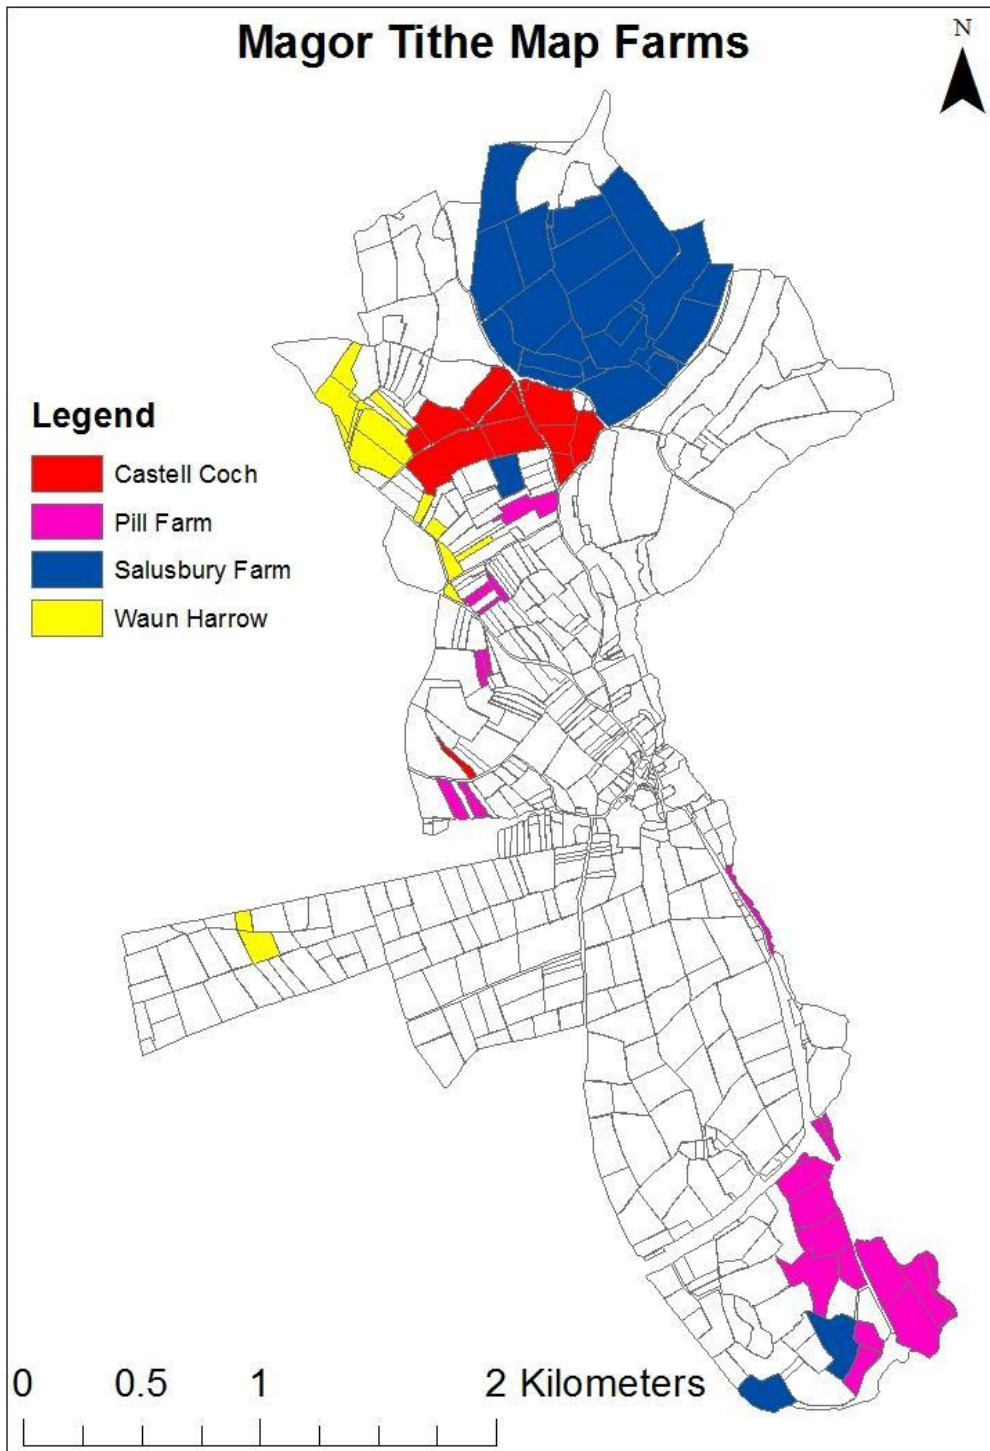 Magor Tithe Map Farms
N
Legend
Castell Coch
Pill Farm
Salusbury Farm
Waun Harrow
0 0.5 1 2 Kilometers